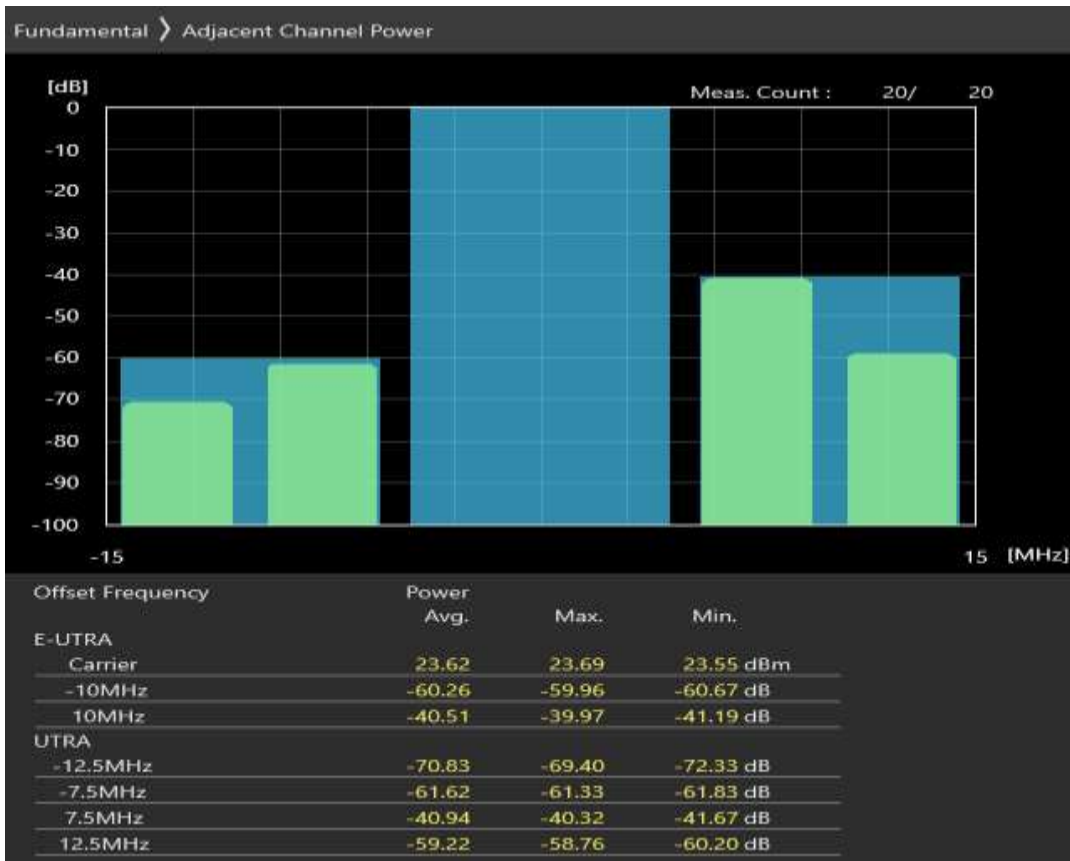 Fundamental ❯ Adjacent Channel Power
[dB]
Meas. Count : 20/ 20
0
-10
-20
-30
-40
-50
-60
-70
-80
-90
-100
-15 15 [MHz]
Offset Frequency Power
Avg. Max. Min.
E-UTRA
Carrier 23.62 23.69 23.55 dBm
-10MHz -60.26 -59.96 -60.67 dB
10MHz -40.51 -39.97 -41.19 dB
UTRA
-12.5MHz -70.83 -69.40 -72.33 dB
-7.5MHz -61.62 -61.33 -61.83 dB
7.5MHz -40.94 -40.32 -41.67 dB
12.5MHz -59.22 -58.76 -60.20 dB